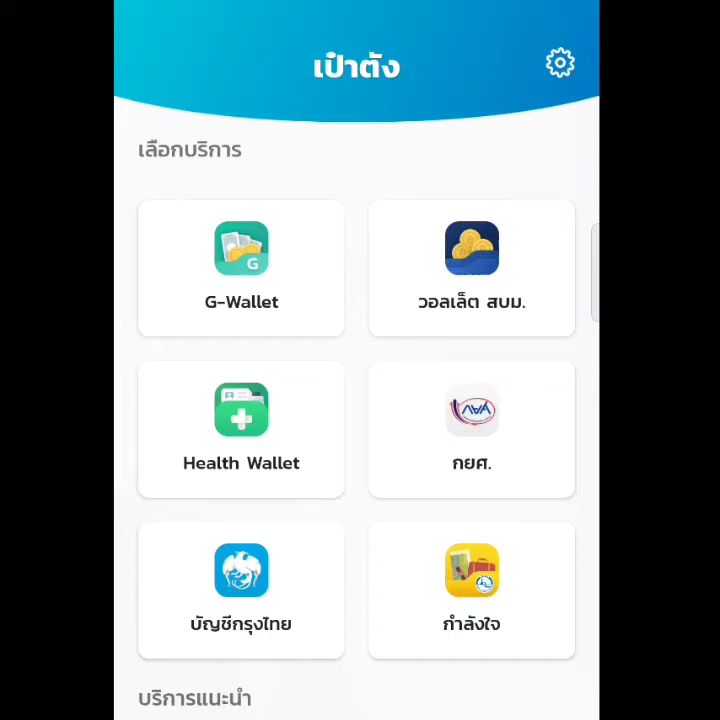 เป๋าตัง
เลือกบริการ
G
G-Wallet
วอลเล็ต สบม.
Health Wallet
กยศ.
บัญชีกรุงไทย
กำลังใจ
บริการแนะนำ